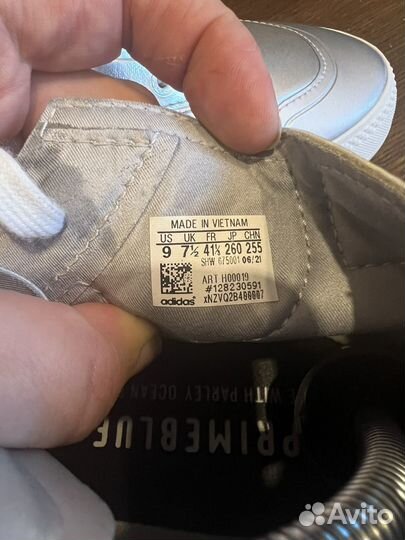 MADE IN VIETNAM
US UK FR JP CHN
9 7½ 41⅓ 260 255
SHW 675001 06/21
ART H00019
#128230591
adidas
PRIMEBLUE
WITH PARLEY OCEAN
Avito